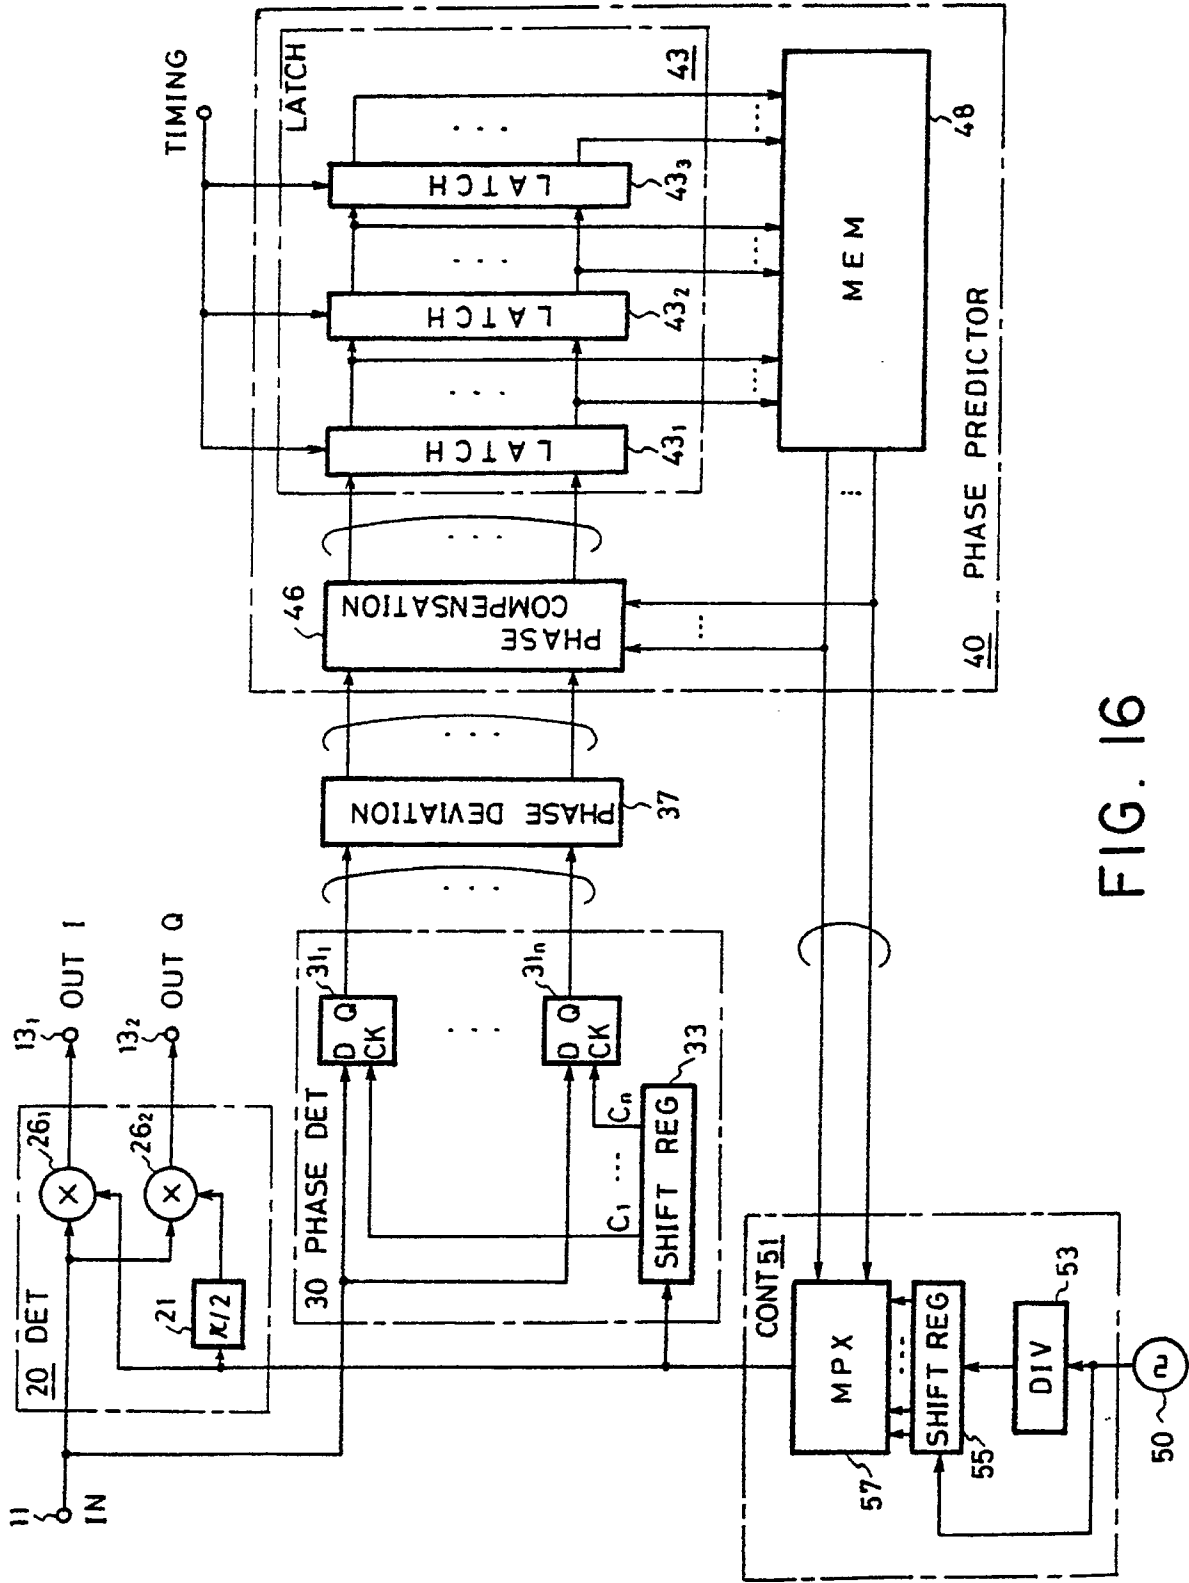 11
IN
20 DET
21
π/2
26₁
×
26₂
×
13₁
OUT I
13₂
OUT Q
30 PHASE DET
31₁
D Q
CK
· · ·
31ₙ
D Q
CK
C₁ ··· Cₙ
SHIFT REG
33
PHASE DEVIATION
37
· · ·
· · ·
46
PHASE
COMPENSATION
· · ·
TIMING
LATCH
43
LATCH
43₁
· · ·
LATCH
43₂
· · ·
LATCH
43₃
· · ·
MEM
48
40 PHASE PREDICTOR
CONT 51
MPX
57
SHIFT REG
55
DIV
53
50
FIG. 16